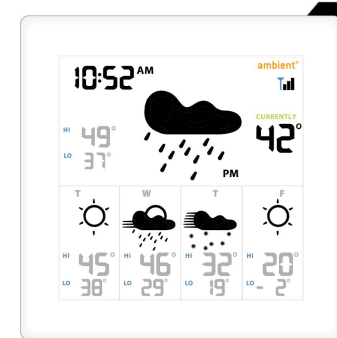 10:52 AM
ambient°
CURRENTLY
42°
HI 49°
LO 37°
PM
T W T F
HI 45° HI 46° HI 32° HI 20°
LO 38° LO 29° LO 19° LO - 2°